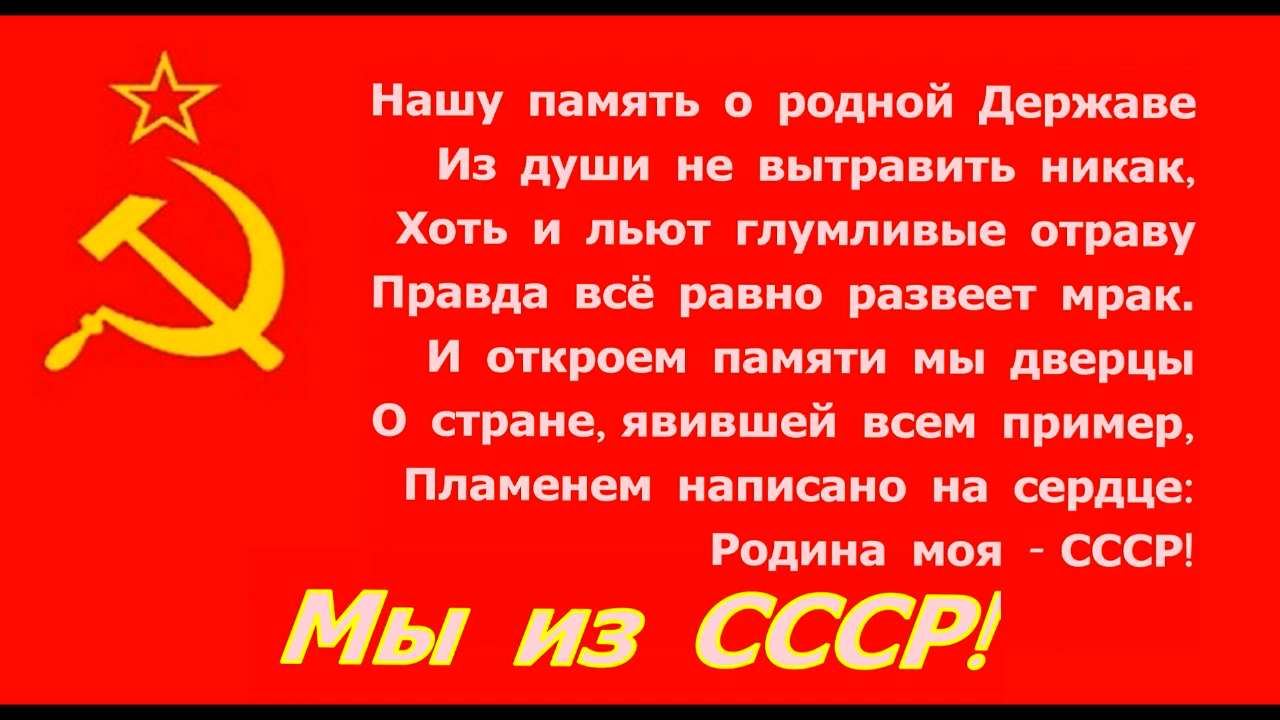 Нашу память о родной Державе
Из души не вытравить никак,
Хоть и льют глумливые отраву
Правда всё равно развеет мрак.
И откроем памяти мы дверцы
О стране, явившей всем пример,
Пламенем написано на сердце:
Родина моя - СССР!
Мы из СССР!